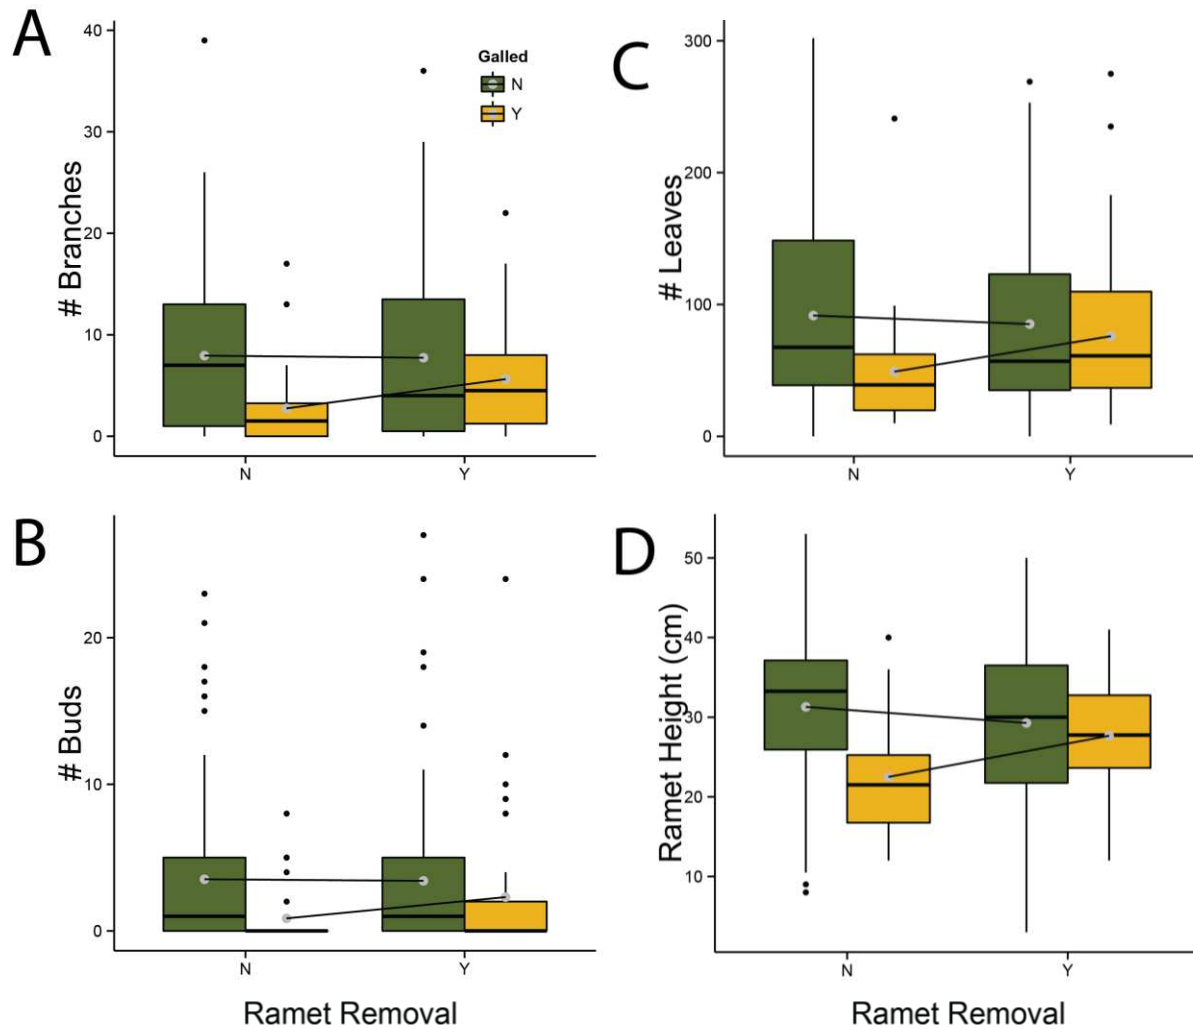 A
# Branches
40
30
20
10
0
N
Y
Galled
N
Y
C
# Leaves
300
200
100
0
N
Y
B
# Buds
20
10
0
N
Y
Ramet Removal
D
Ramet Height (cm)
50
40
30
20
10
N
Y
Ramet Removal